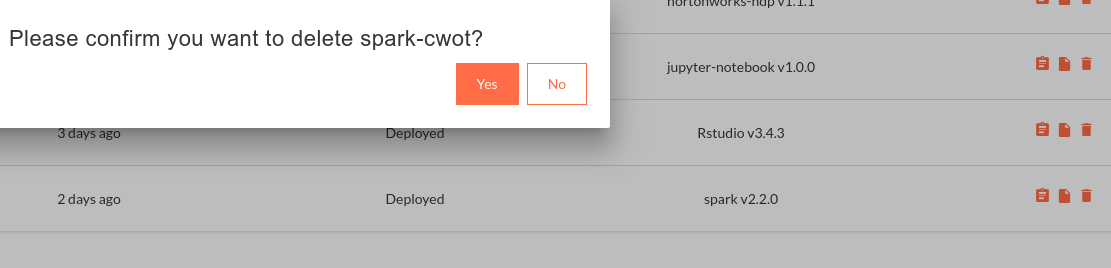 hortonworks-hdp v1.1.1
Please confirm you want to delete spark-cwot?
jupyter-notebook v1.0.0
Yes
No
3 days ago Deployed Rstudio v3.4.3
2 days ago Deployed spark v2.2.0